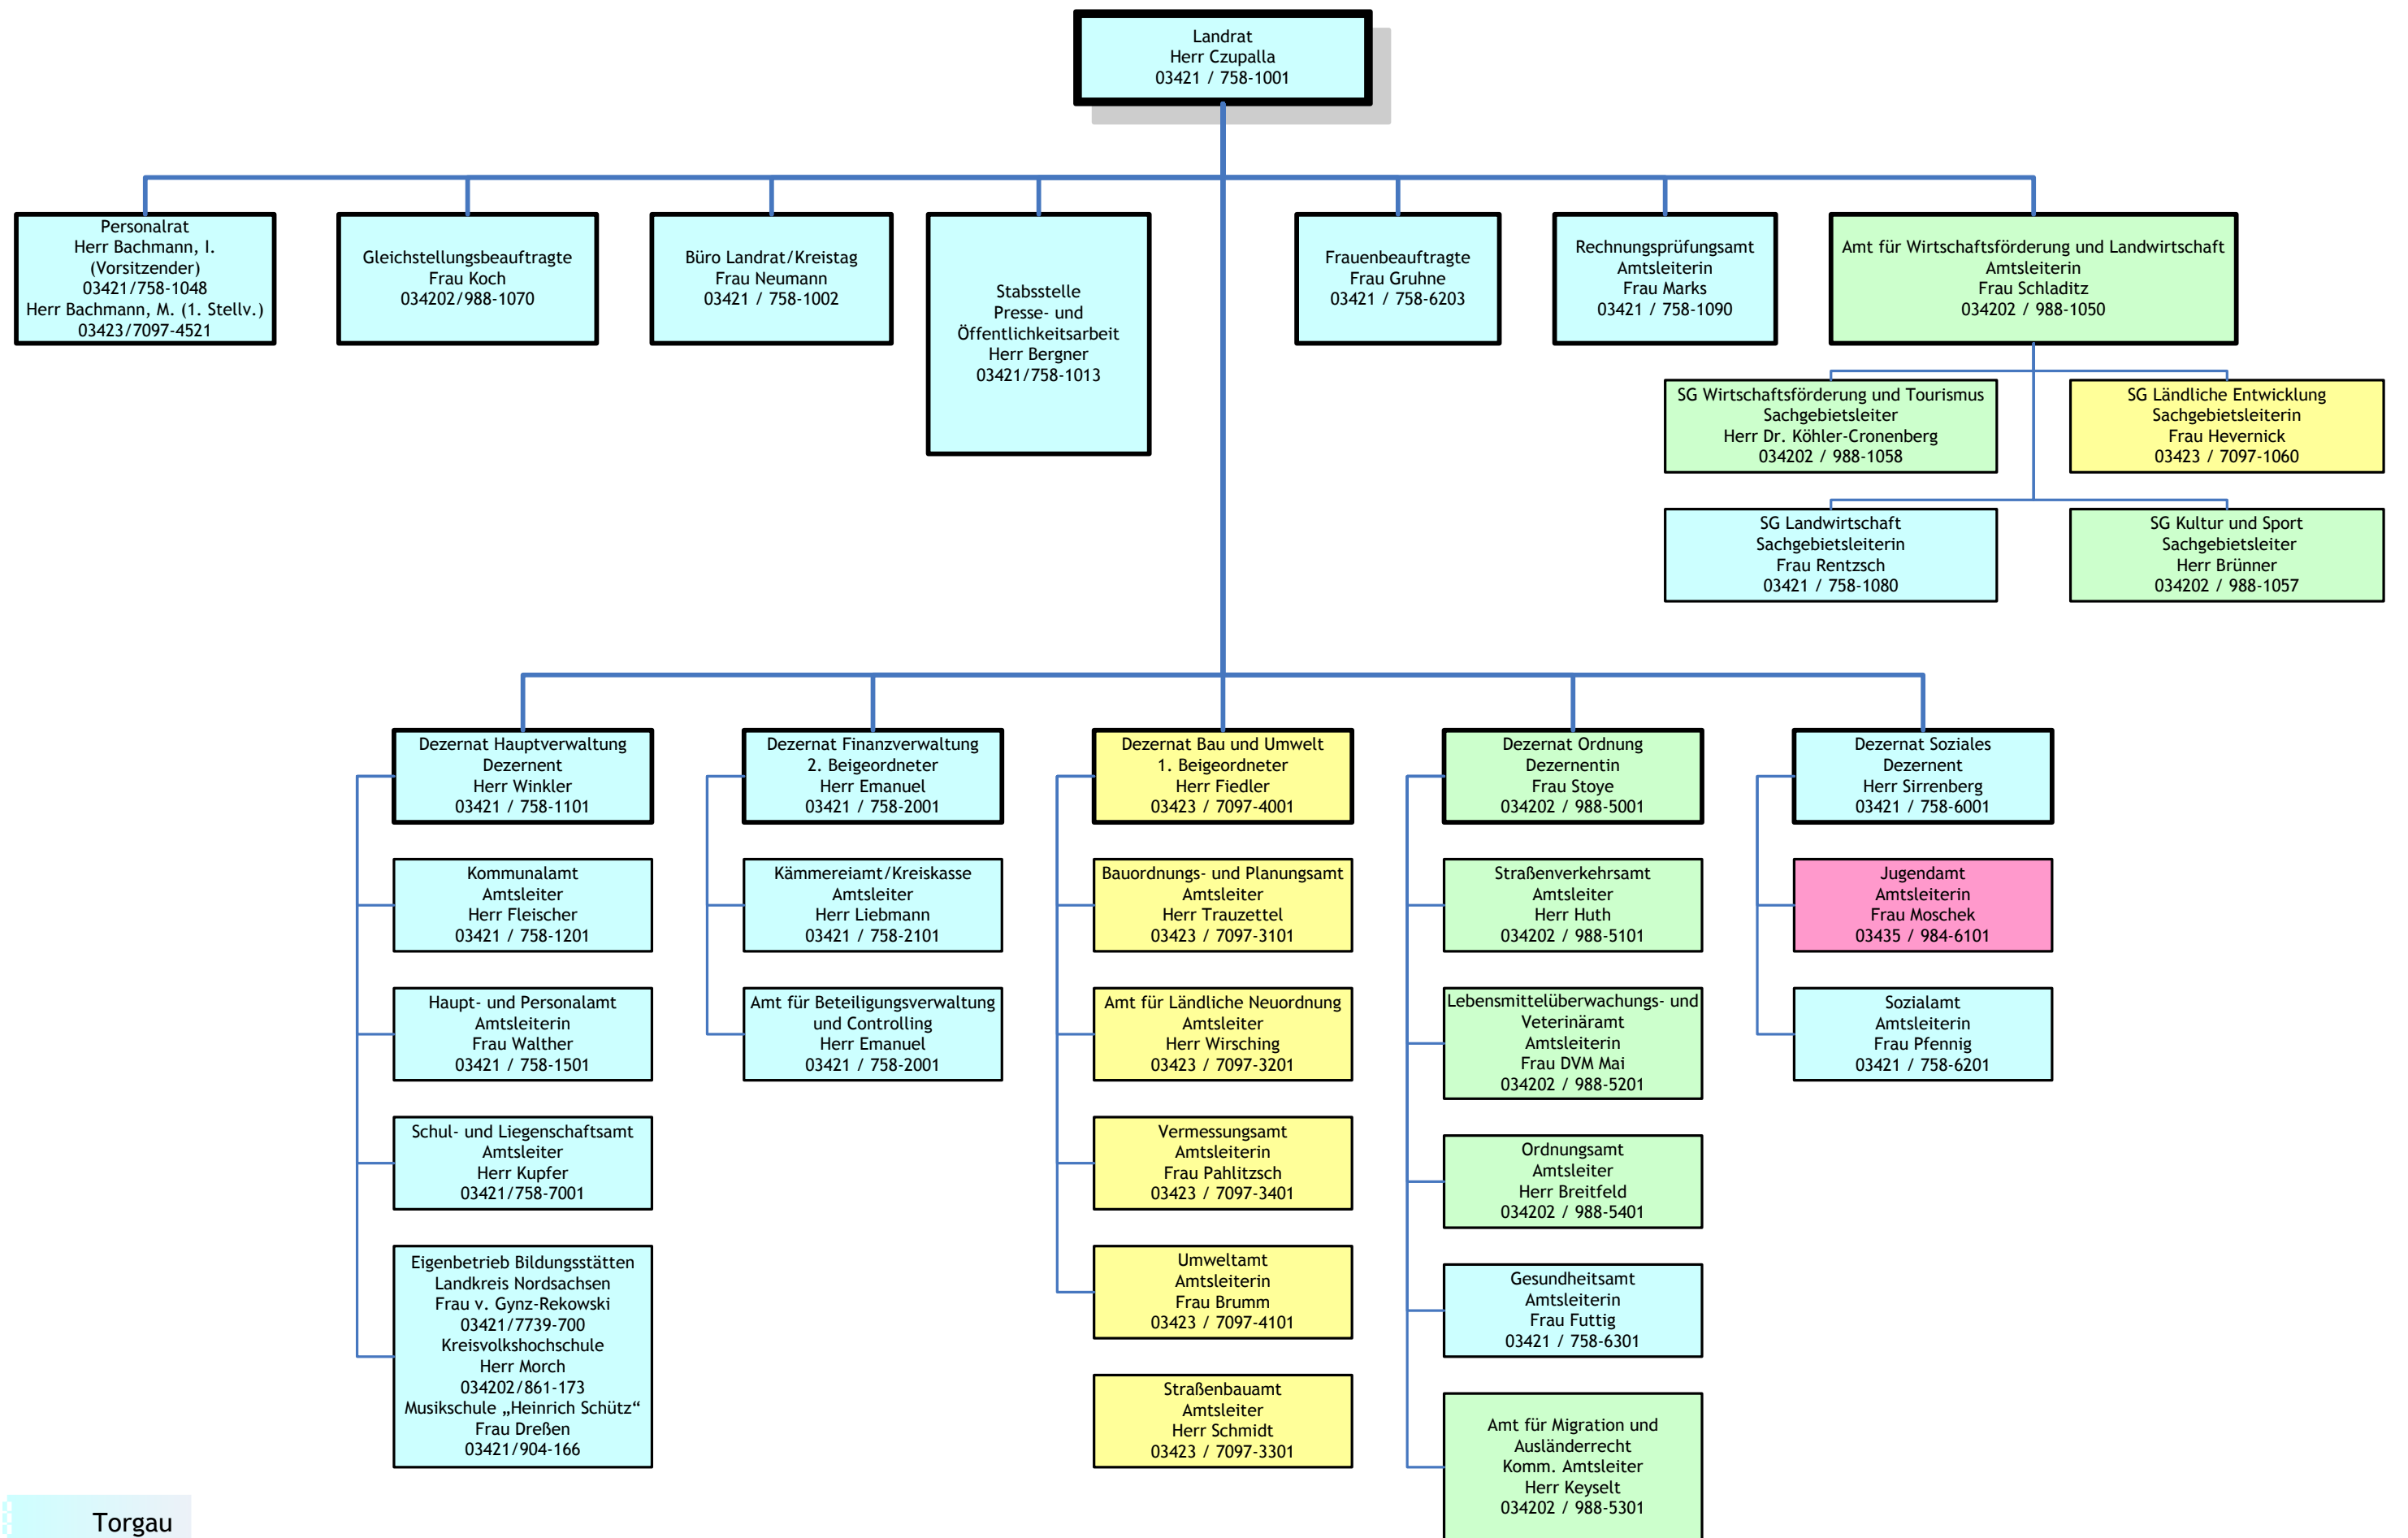 Landrat
Herr Czupalla
03421 / 758-1001
Personalrat
Herr Bachmann, I.
(Vorsitzender)
03421/758-1048
Herr Bachmann, M. (1. Stellv.)
03423/7097-4521
Gleichstellungsbeauftragte
Frau Koch
034202/988-1070
Büro Landrat/Kreistag
Frau Neumann
03421 / 758-1002
Stabsstelle
Presse- und
Öffentlichkeitsarbeit
Herr Bergner
03421/758-1013
Frauenbeauftragte
Frau Gruhne
03421 / 758-6203
Rechnungsprüfungsamt
Amtsleiterin
Frau Marks
03421 / 758-1090
Amt für Wirtschaftsförderung und Landwirtschaft
Amtsleiterin
Frau Schladitz
034202 / 988-1050
SG Wirtschaftsförderung und Tourismus
Sachgebietsleiter
Herr Dr. Köhler-Cronenberg
034202 / 988-1058
SG Ländliche Entwicklung
Sachgebietsleiterin
Frau Hevernick
03423 / 7097-1060
SG Landwirtschaft
Sachgebietsleiterin
Frau Rentzsch
03421 / 758-1080
SG Kultur und Sport
Sachgebietsleiter
Herr Brünner
034202 / 988-1057
Dezernat Hauptverwaltung
Dezernent
Herr Winkler
03421 / 758-1101
Kommunalamt
Amtsleiter
Herr Fleischer
03421 / 758-1201
Haupt- und Personalamt
Amtsleiterin
Frau Walther
03421 / 758-1501
Schul- und Liegenschaftsamt
Amtsleiter
Herr Kupfer
03421/758-7001
Eigenbetrieb Bildungsstätten
Landkreis Nordsachsen
Frau v. Gynz-Rekowski
03421/7739-700
Kreisvolkshochschule
Herr Morch
034202/861-173
Musikschule „Heinrich Schütz“
Frau Dreßen
03421/904-166
Dezernat Finanzverwaltung
2. Beigeordneter
Herr Emanuel
03421 / 758-2001
Kämmereiamt/Kreiskasse
Amtsleiter
Herr Liebmann
03421 / 758-2101
Amt für Beteiligungsverwaltung
und Controlling
Herr Emanuel
03421 / 758-2001
Dezernat Bau und Umwelt
1. Beigeordneter
Herr Fiedler
03423 / 7097-4001
Bauordnungs- und Planungsamt
Amtsleiter
Herr Trauzettel
03423 / 7097-3101
Amt für Ländliche Neuordnung
Amtsleiter
Herr Wirsching
03423 / 7097-3201
Vermessungsamt
Amtsleiterin
Frau Pahlitzsch
03423 / 7097-3401
Umweltamt
Amtsleiterin
Frau Brumm
03423 / 7097-4101
Straßenbauamt
Amtsleiter
Herr Schmidt
03423 / 7097-3301
Dezernat Ordnung
Dezernentin
Frau Stoye
034202 / 988-5001
Straßenverkehrsamt
Amtsleiter
Herr Huth
034202 / 988-5101
Lebensmittelüberwachungs- und
Veterinäramt
Amtsleiterin
Frau DVM Mai
034202 / 988-5201
Ordnungsamt
Amtsleiter
Herr Breitfeld
034202 / 988-5401
Gesundheitsamt
Amtsleiterin
Frau Futtig
03421 / 758-6301
Amt für Migration und
Ausländerrecht
Komm. Amtsleiter
Herr Keyselt
034202 / 988-5301
Dezernat Soziales
Dezernent
Herr Sirrenberg
03421 / 758-6001
Jugendamt
Amtsleiterin
Frau Moschek
03435 / 984-6101
Sozialamt
Amtsleiterin
Frau Pfennig
03421 / 758-6201
Torgau